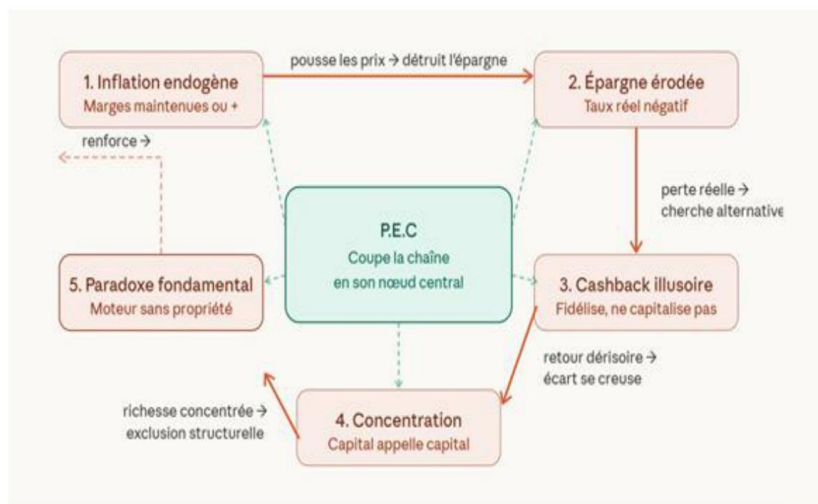 pousse les prix → détruit l'épargne
1. Inflation endogène
Marges maintenues ou +
2. Épargne érodée
Taux réel négatif
renforce →
perte réelle →
cherche alternative
P.E.C
Coupe la chaîne
en son nœud central
5. Paradoxe fondamental
Moteur sans propriété
3. Cashback illusoire
Fidélise, ne capitalise pas
retour dérisoire →
écart se creuse
richesse concentrée →
exclusion structurelle
4. Concentration
Capital appelle capital